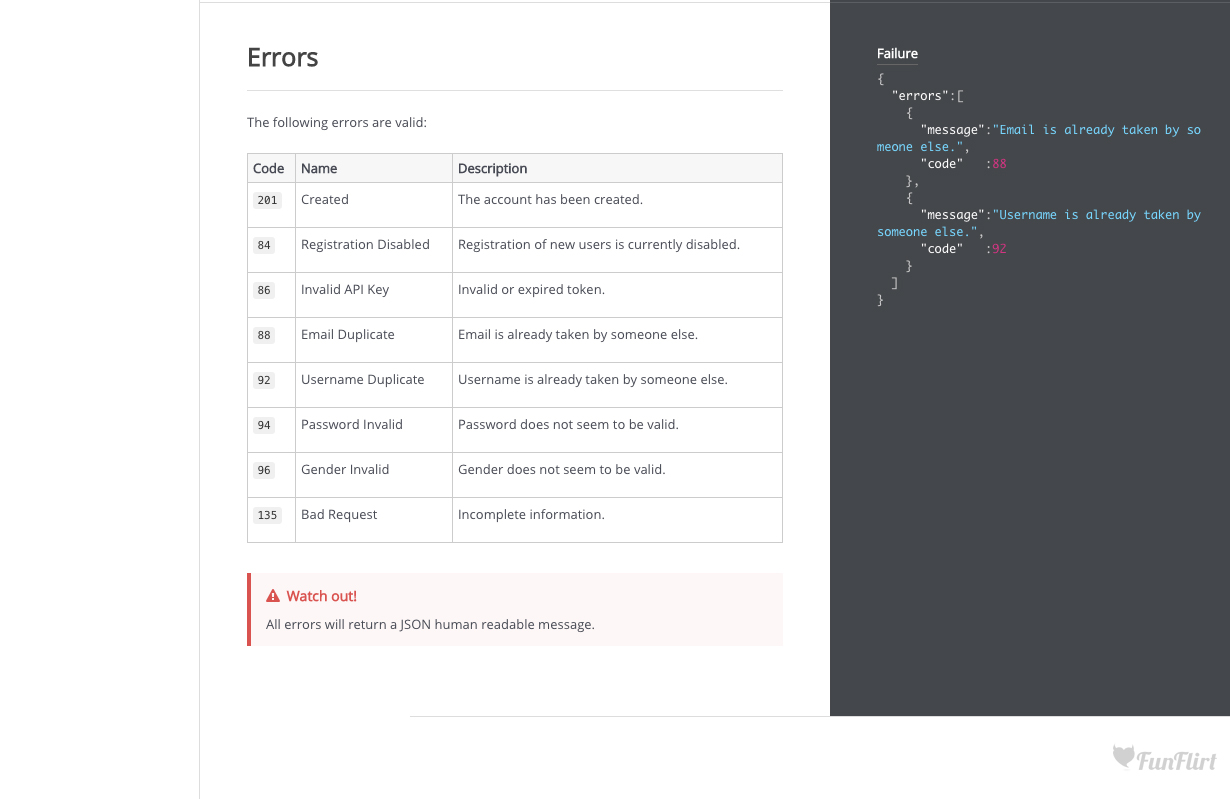 Errors
The following errors are valid:
Code Name Description
201 Created The account has been created.
84 Registration Disabled Registration of new users is currently disabled.
86 Invalid API Key Invalid or expired token.
88 Email Duplicate Email is already taken by someone else.
92 Username Duplicate Username is already taken by someone else.
94 Password Invalid Password does not seem to be valid.
96 Gender Invalid Gender does not seem to be valid.
135 Bad Request Incomplete information.
Watch out!
All errors will return a JSON human readable message.
Failure
{
"errors":[
{
"message":"Email is already taken by so
meone else.",
"code" :88
},
{
"message":"Username is already taken by
someone else.",
"code" :92
}
]
}
FunFlirt